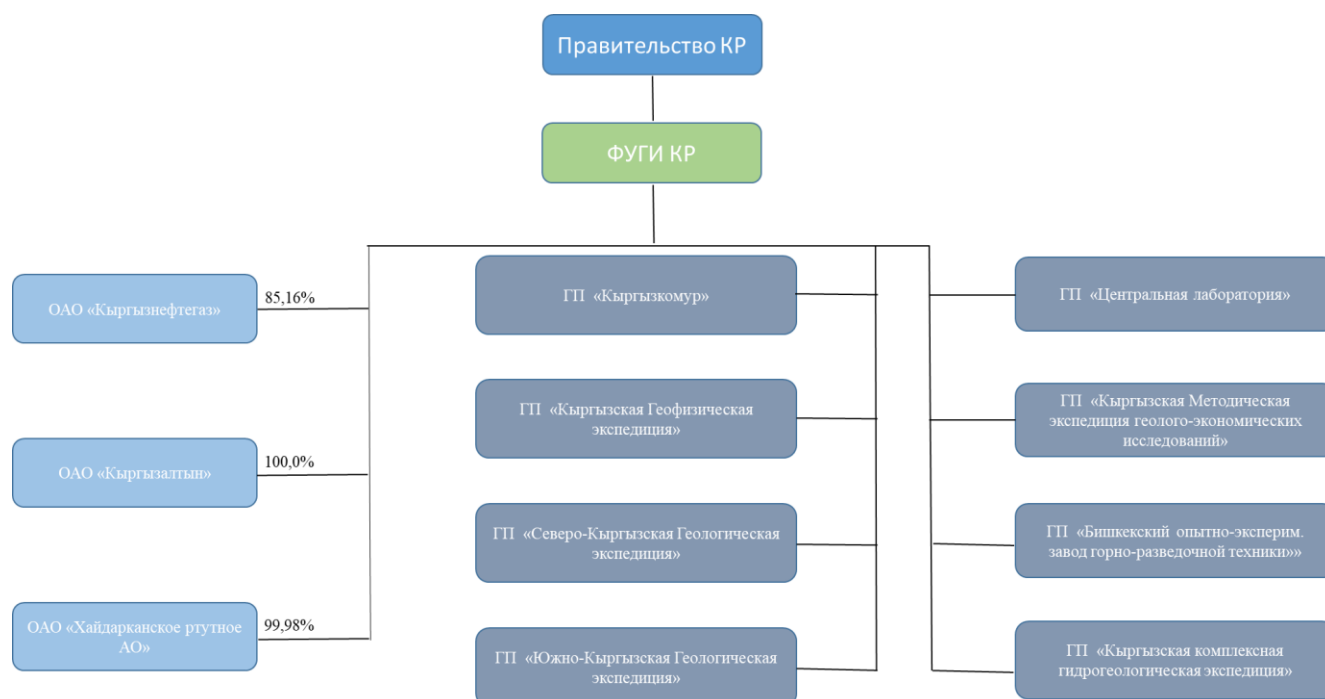 Правительство КР
ФУГИ КР
ОАО «Кыргызнефтегаз»
85,16%
ОАО «Кыргызалтын»
100,0%
ОАО «Хайдарканское ртутное
АО»
99,98%
ГП «Кыргызкомур»
ГП «Кыргызская Геофизическая
экспедиция»
ГП «Северо-Кыргызская Геологическая
экспедиция»
ГП «Южно-Кыргызская Геологическая
экспедиция»
ГП «Центральная лаборатория»
ГП «Кыргызская Методическая
экспедиция геолого-экономических
исследований»
ГП «Бишкекский опытно-эксперим.
завод горно-разведочной техники»»
ГП «Кыргызская комплексная
гидрогеологическая экспедиция»